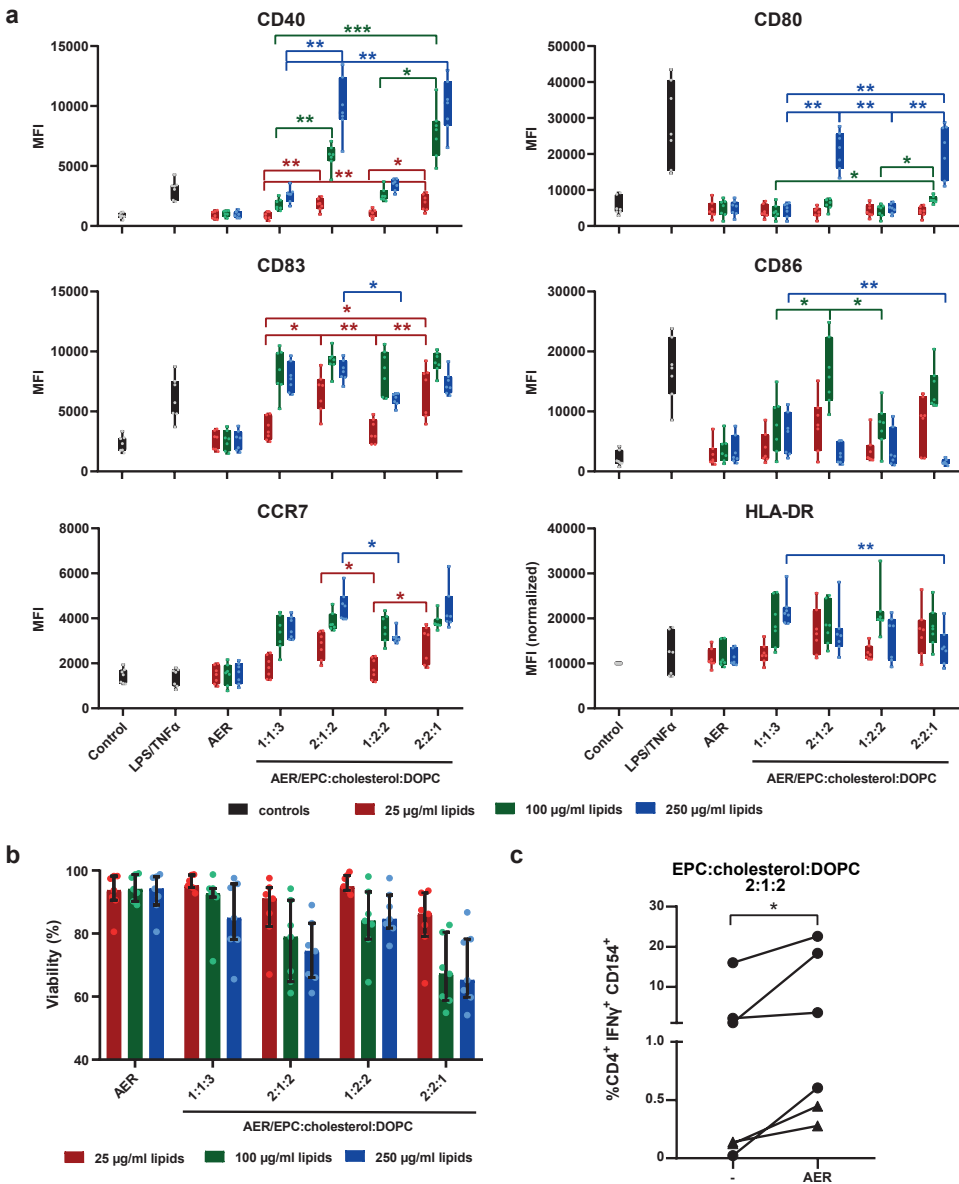 a
CD40
15000
10000
5000
0
MFI
***
**
**
*
**
**
**
*
CD80
50000
40000
30000
20000
10000
0
MFI
**
**
**
**
*
*
CD83
15000
10000
5000
0
MFI
*
*
*
**
**
CD86
30000
20000
10000
0
MFI
**
*
*
CCR7
8000
6000
4000
2000
0
MFI
*
*
*
HLA-DR
40000
30000
20000
10000
0
MFI (normalized)
**
Control
LPS/TNFα
AER
1:1:3
2:1:2
1:2:2
2:2:1
AER/EPC:cholesterol:DOPC
Control
LPS/TNFα
AER
1:1:3
2:1:2
1:2:2
2:2:1
AER/EPC:cholesterol:DOPC
controls 25 µg/ml lipids 100 µg/ml lipids 250 µg/ml lipids
b
100
80
60
40
Viability (%)
AER
1:1:3
2:1:2
1:2:2
2:2:1
AER/EPC:cholesterol:DOPC
25 µg/ml lipids 100 µg/ml lipids 250 µg/ml lipids
c
EPC:cholesterol:DOPC
2:1:2
*
30
20
10
1.0
0.5
0
%CD4⁺ IFNγ⁺ CD154⁺
- AER